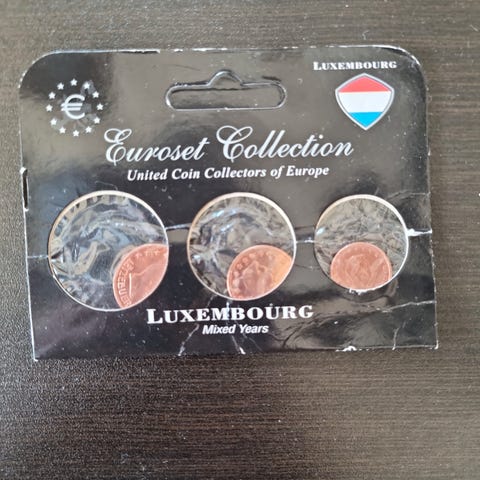 LUXEMBOURG
€
Euroset Collection
United Coin Collectors of Europe
LUXEMBOURG
Mixed Years